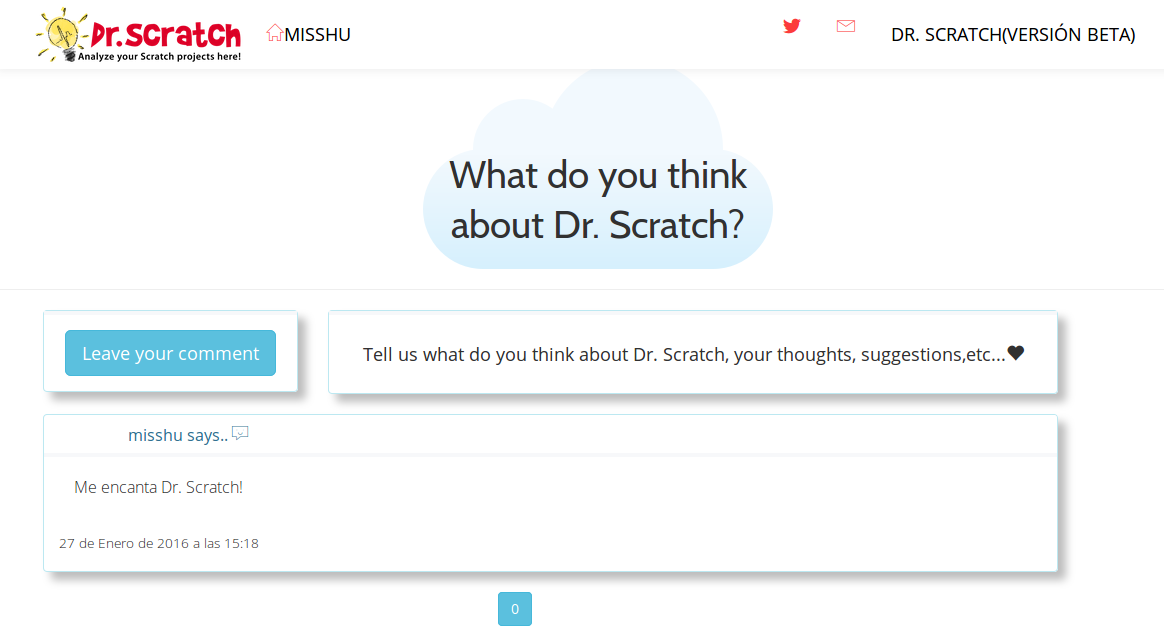 Dr.Scratch
Analyze your Scratch projects here!
MISSHU
DR. SCRATCH(VERSIÓN BETA)
What do you think
about Dr. Scratch?
Leave your comment
Tell us what do you think about Dr. Scratch, your thoughts, suggestions,etc...
misshu says..
Me encanta Dr. Scratch!
27 de Enero de 2016 a las 15:18
0